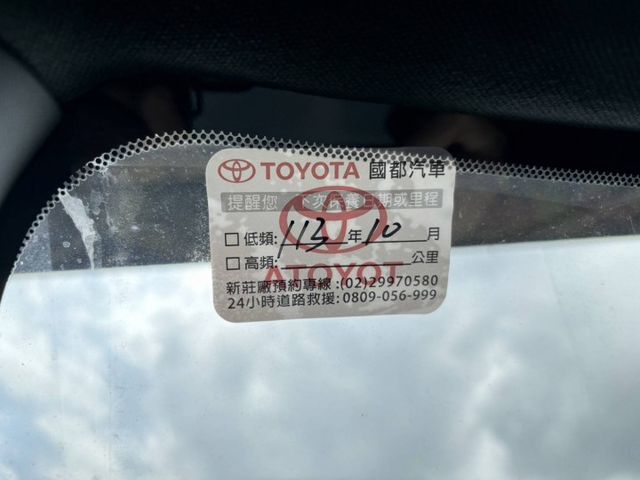 TOYOTA 國都汽車
提醒您 下次保養日期或里程
□低頻: 113 年 10 月
□高頻: 公里
ATOYOT
新莊廠預約專線:(02)29970580
24小時道路救援:0809-056-999